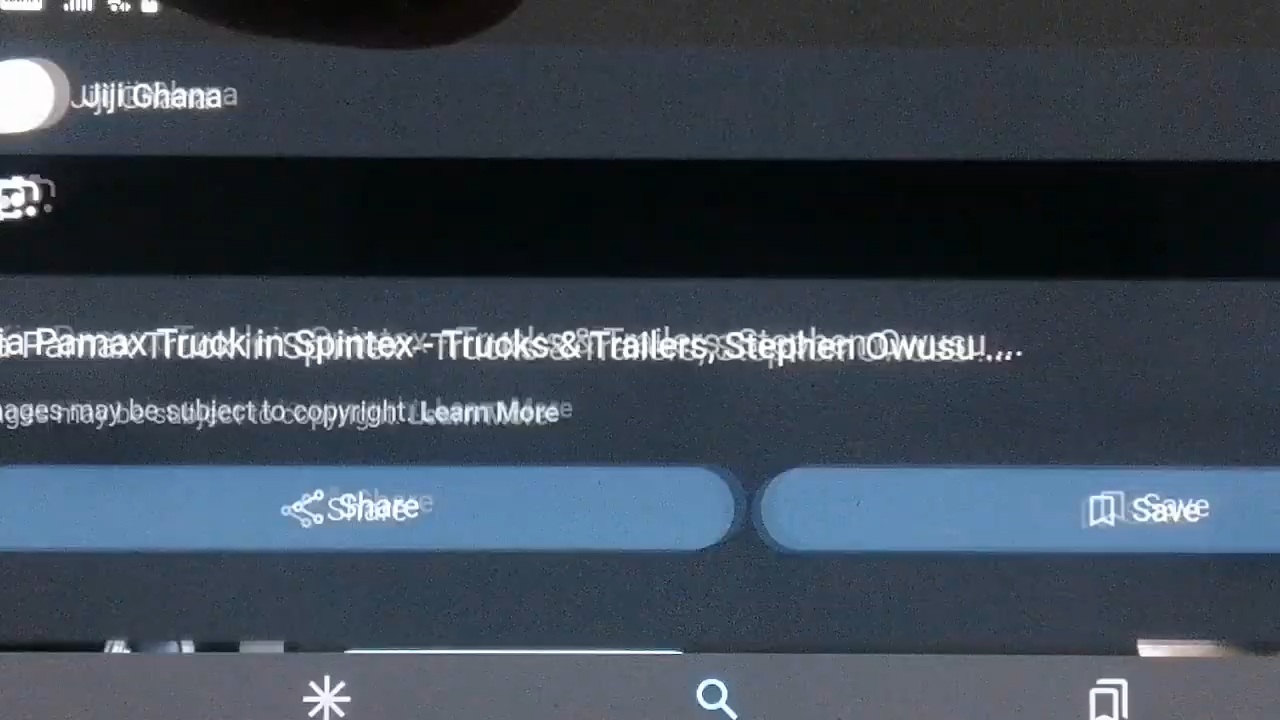 Jiji Ghana
Pamax Truck in Spintex - Trucks & Trailers, Stephen Owusu ....
may be subject to copyright. Learn More
Share
Save